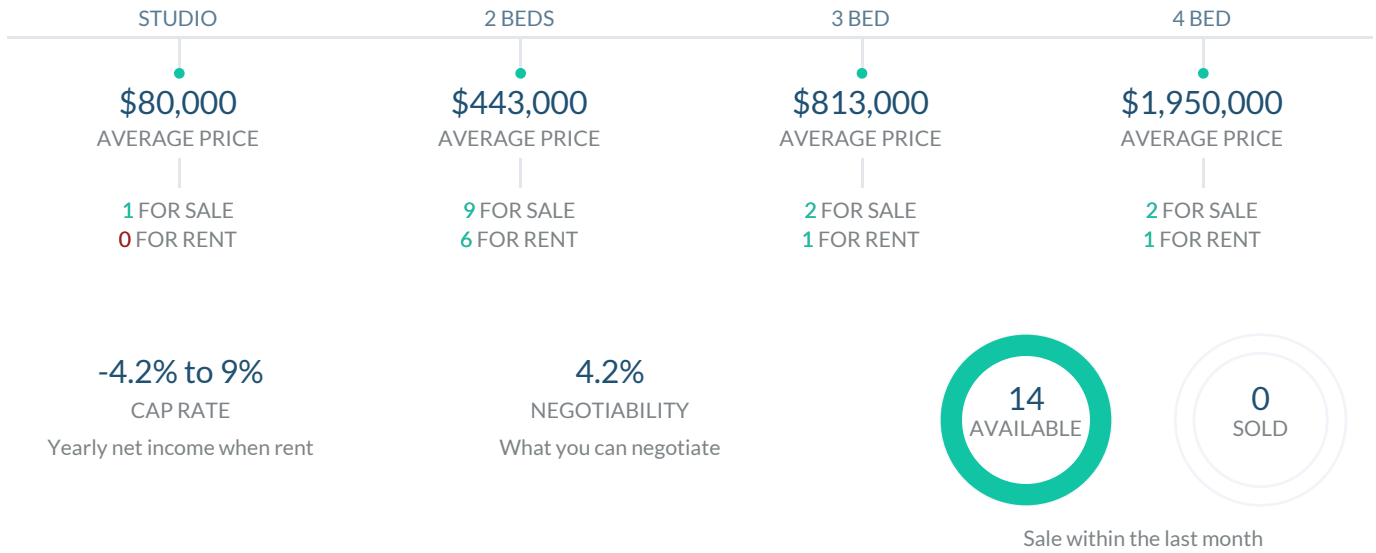 STUDIO
2 BEDS
3 BED
4 BED
$80,000
AVERAGE PRICE
1 FOR SALE
0 FOR RENT
$443,000
AVERAGE PRICE
9 FOR SALE
6 FOR RENT
$813,000
AVERAGE PRICE
2 FOR SALE
1 FOR RENT
$1,950,000
AVERAGE PRICE
2 FOR SALE
1 FOR RENT
-4.2% to 9%
CAP RATE
Yearly net income when rent
4.2%
NEGOTIABILITY
What you can negotiate
14
AVAILABLE
0
SOLD
Sale within the last month